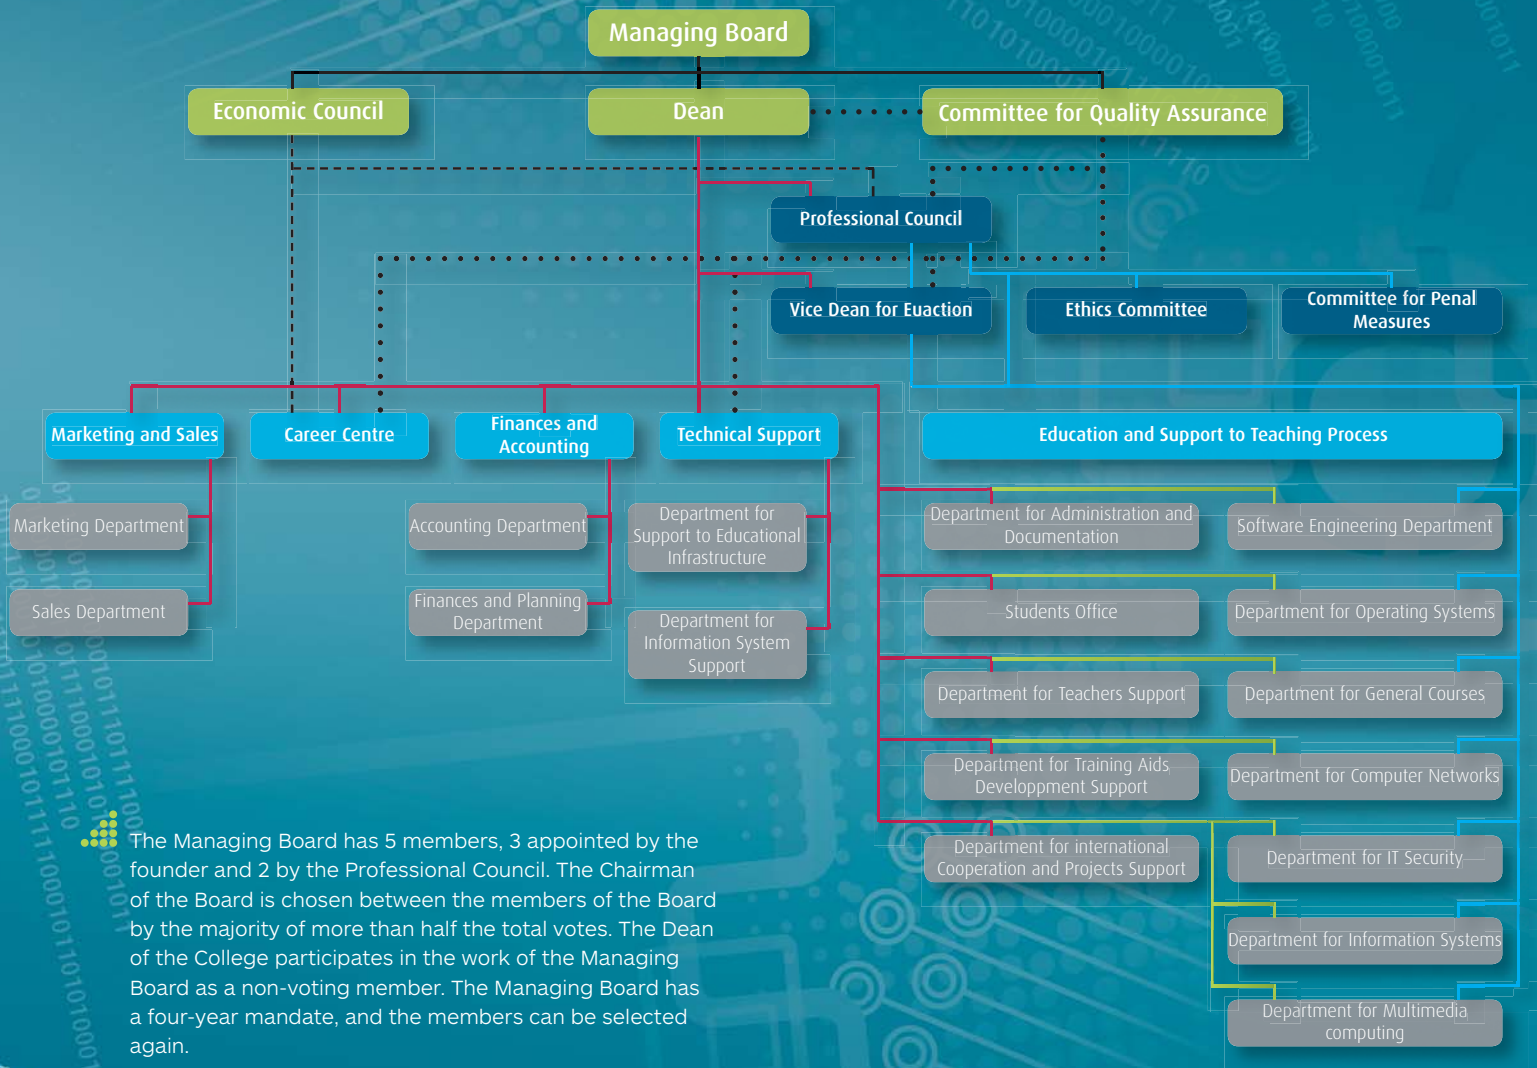 Managing Board
Economic Council
Dean
Committee for Quality Assurance
Professional Council
Vice Dean for Euaction
Ethics Committee
Committee for Penal
Measures
Marketing and Sales
Career Centre
Finances and
Accounting
Technical Support
Education and Support to Teaching Process
Marketing Department
Sales Department
Accounting Department
Finances and Planning
Department
Department for
Support to Educational
Infrastructure
Department for
Information System
Support
Department for Administration and
Documentation
Software Engineering Department
Students Office
Department for Operating Systems
Department for Teachers Support
Department for General Courses
Department for Training Aids
Developpment Support
Department for Computer Networks
Department for international
Cooperation and Projects Support
Department for IT Security
Department for Information Systems
Department for Multimedia
computing
The Managing Board has 5 members, 3 appointed by the
founder and 2 by the Professional Council. The Chairman
of the Board is chosen between the members of the Board
by the majority of more than half the total votes. The Dean
of the College participates in the work of the Managing
Board as a non-voting member. The Managing Board has
a four-year mandate, and the members can be selected
again.